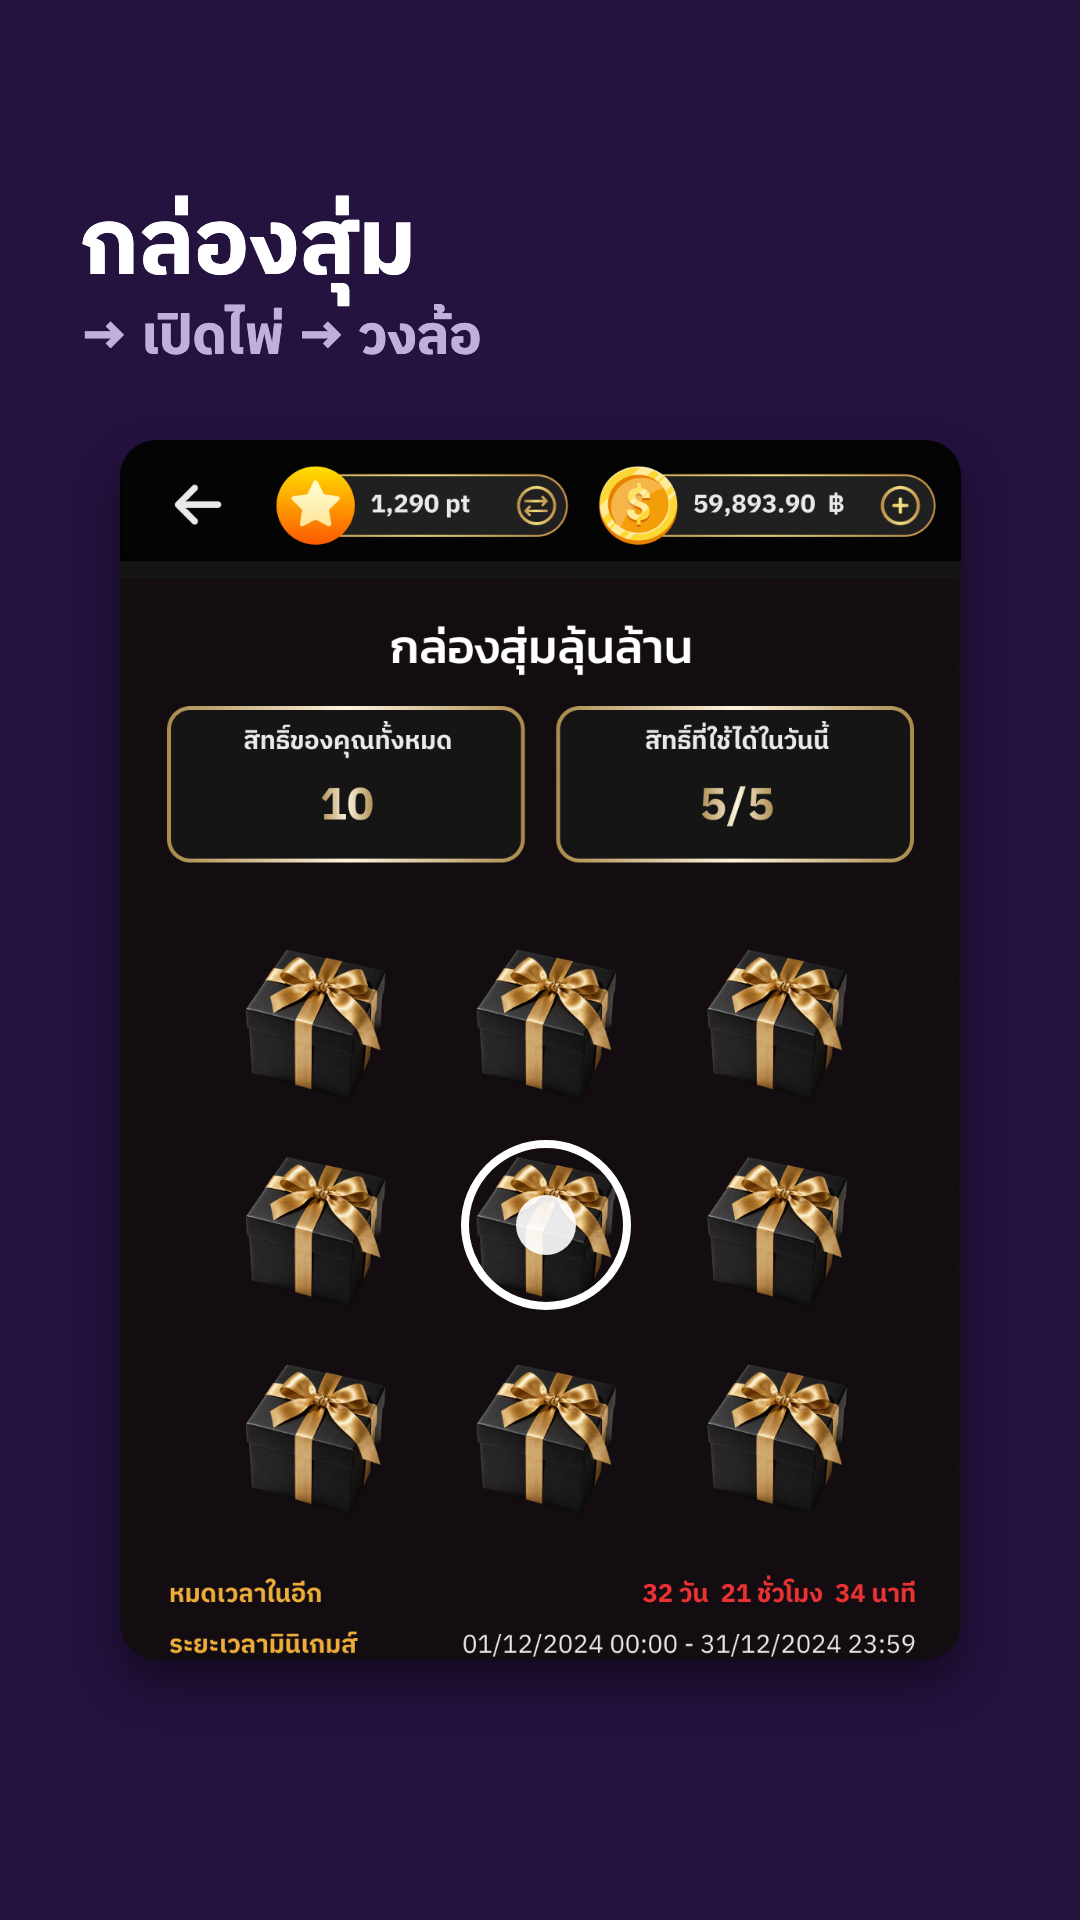 กล่องสุ่ม
→ เปิดไพ่ → วงล้อ
1,290 pt
59,893.90 ฿
กล่องสุ่มลุ้นล้าน
สิทธิ์ของคุณทั้งหมด
10
สิทธิ์ที่ใช้ได้ในวันนี้
5/5
หมดเวลาในอีก 32 วัน 21 ชั่วโมง 34 นาที
ระยะเวลามินิเกมส์ 01/12/2024 00:00 - 31/12/2024 23:59